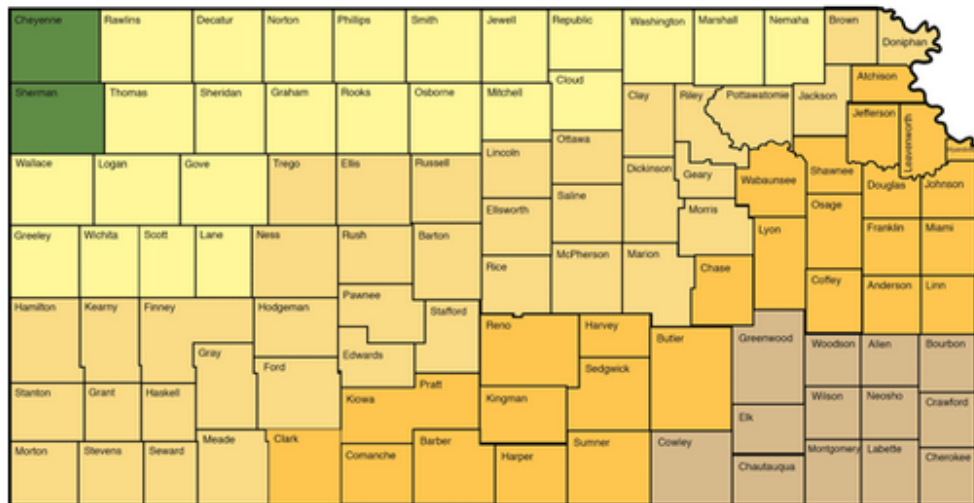 Cheyenne
Rawlins
Decatur
Norton
Phillips
Smith
Jewell
Republic
Washington
Marshall
Nemaha
Brown
Doniphan
Sherman
Thomas
Sheridan
Graham
Rooks
Osborne
Mitchell
Cloud
Clay
Riley
Pottawatomie
Jackson
Atchison
Jefferson
Leavenworth
Wallace
Logan
Gove
Trego
Ellis
Russell
Lincoln
Ottawa
Dickinson
Geary
Wabaunsee
Shawnee
Douglas
Johnson
Ellsworth
Saline
Morris
Osage
Greeley
Wichita
Scott
Lane
Ness
Rush
Barton
Rice
McPherson
Marion
Chase
Lyon
Franklin
Miami
Coffey
Anderson
Linn
Hamilton
Kearny
Finney
Hodgeman
Pawnee
Stafford
Reno
Harvey
Butler
Greenwood
Woodson
Allen
Bourbon
Gray
Ford
Edwards
Sedgwick
Stanton
Grant
Haskell
Kiowa
Pratt
Kingman
Elk
Wilson
Neosho
Crawford
Morton
Stevens
Seward
Meade
Clark
Comanche
Barber
Harper
Sumner
Cowley
Chautauqua
Montgomery
Labette
Cherokee